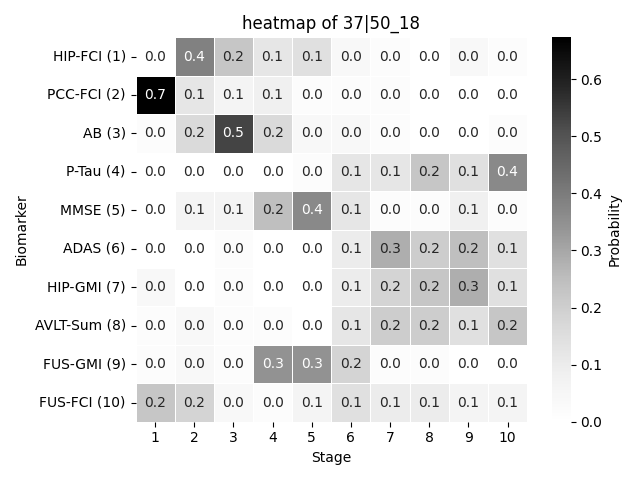 heatmap of 37|50_18
HIP-FCI (1) 0.0 0.4 0.2 0.1 0.1 0.0 0.0 0.0 0.0 0.0
PCC-FCI (2) 0.7 0.1 0.1 0.1 0.0 0.0 0.0 0.0 0.0 0.0
AB (3) 0.0 0.2 0.5 0.2 0.0 0.0 0.0 0.0 0.0 0.0
P-Tau (4) 0.0 0.0 0.0 0.0 0.0 0.1 0.1 0.2 0.1 0.4
MMSE (5) 0.0 0.1 0.1 0.2 0.4 0.1 0.0 0.0 0.1 0.0
ADAS (6) 0.0 0.0 0.0 0.0 0.0 0.1 0.3 0.2 0.2 0.1
HIP-GMI (7) 0.0 0.0 0.0 0.0 0.0 0.1 0.2 0.2 0.3 0.1
AVLT-Sum (8) 0.0 0.0 0.0 0.0 0.0 0.1 0.2 0.2 0.1 0.2
FUS-GMI (9) 0.0 0.0 0.0 0.3 0.3 0.2 0.0 0.0 0.0 0.0
FUS-FCI (10) 0.2 0.2 0.0 0.0 0.1 0.1 0.1 0.1 0.1 0.1
1 2 3 4 5 6 7 8 9 10
Stage
Biomarker
0.6
0.5
0.4
0.3
0.2
0.1
0.0
Probability